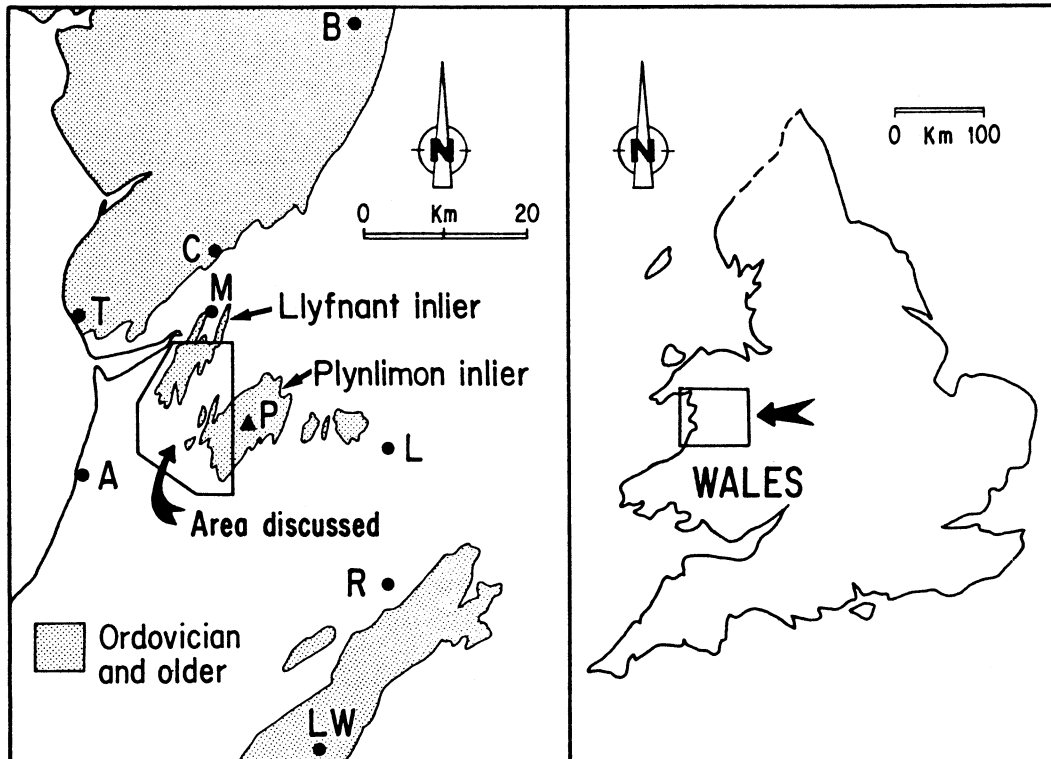 B
N
0 Km 20
C
M
T
Llyfnant inlier
Plynlimon inlier
P
L
A
Area discussed
R
Ordovician
and older
LW
N
0 Km 100
WALES